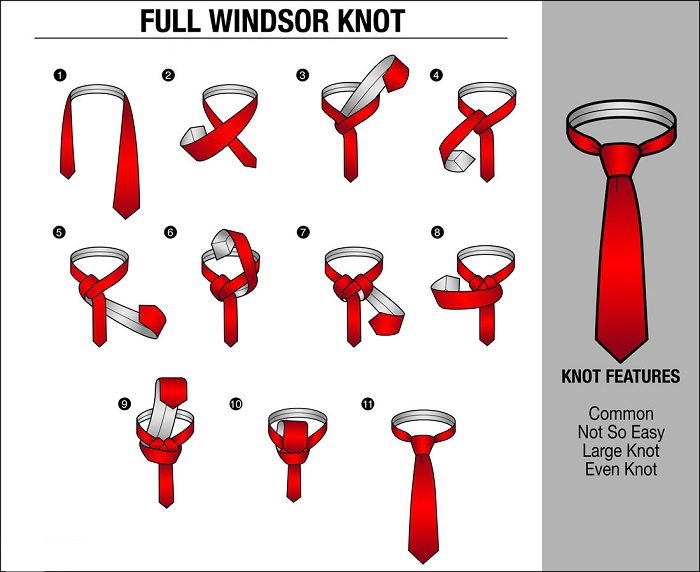 FULL WINDSOR KNOT
1
2
3
4
5
6
7
8
9
10
11
KNOT FEATURES
Common
Not So Easy
Large Knot
Even Knot